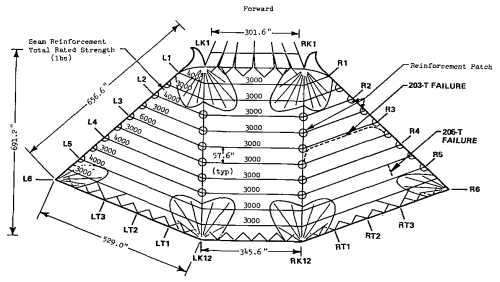 Forward
301.6"
LK1
RK1
Seam Reinforcement
Total Rated Strength
(lbs)
L1
R1
Reinforcement Patch
203-T FAILURE
656.6"
4000
3000
L2
4000
3000
R2
R3
L3
3000
3000
L4
6000
3000
R4
206-T
FAILURE
691.2"
3000
3000
L5
4000
57.6"
(typ)
3000
R5
4000
3000
L6
3000
3000
R6
3000
3000
LT3
LT2
LT1
RT1
RT2
RT3
529.0"
LK12
345.6"
RK12